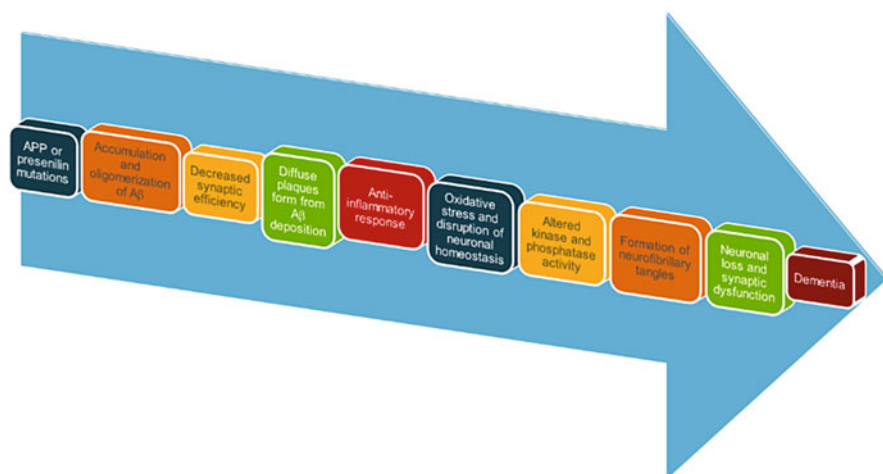 APP or
presenilin
mutations
Accumulation
and
oligomerization
of Aβ
Decreased
synaptic
efficiency
Diffuse
plaques
form from
Aβ
deposition
Anti-
inflammatory
response
Oxidative
stress and
disruption of
neuronal
homeostasis
Altered
kinase and
phosphatase
activity
Formation of
neurofibrillary
tangles
Neuronal
loss and
synaptic
dysfunction
Dementia